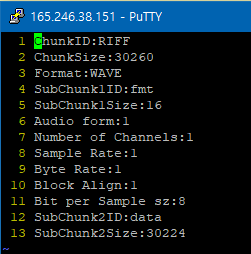 165.246.38.151 - PuTTY
1 ChunkID:RIFF
2 ChunkSize:30260
3 Format:WAVE
4 SubChunk1ID:fmt
5 SubChunk1Size:16
6 Audio form:1
7 Number of Channels:1
8 Sample Rate:1
9 Byte Rate:1
10 Block Align:1
11 Bit per Sample sz:8
12 SubChunk2ID:data
13 SubChunk2Size:30224
~